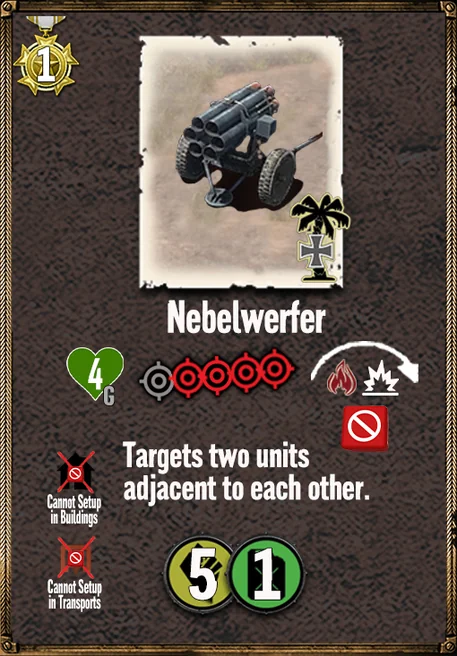 1
Nebelwerfer
4
G
Targets two units
adjacent to each other.
Cannot Setup
in Buildings
Cannot Setup
in Transports
5 1